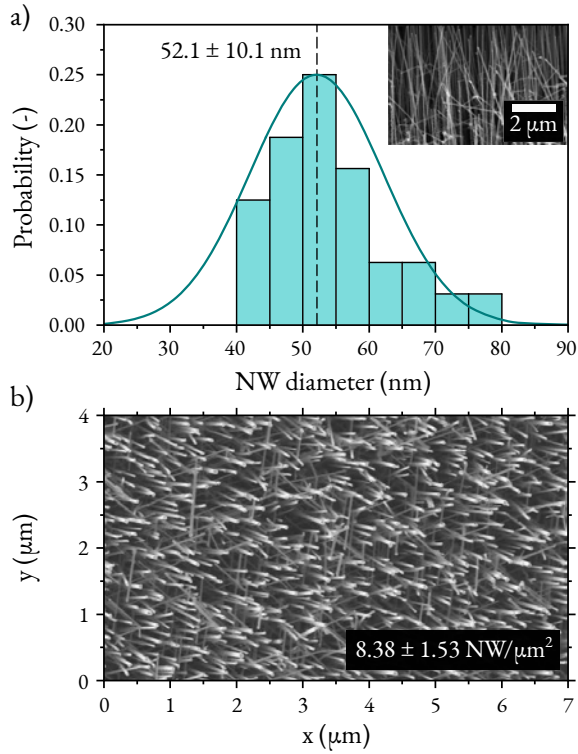 a)
0.30
0.25
0.20
0.15
0.10
0.05
0.00
Probability (-)
52.1 ± 10.1 nm
2 μm
20 30 40 50 60 70 80 90
NW diameter (nm)
b)
4
3
2
1
0
y (μm)
8.38 ± 1.53 NW/μm²
0 1 2 3 4 5 6 7
x (μm)